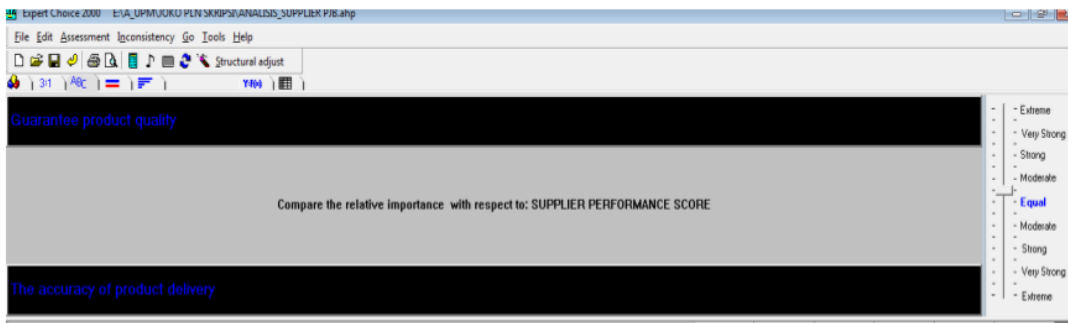 Expert Choice 2000 E:\A_UPM\JOKO PLN SKRIPSI\ANALISIS_SUPPLIER PJB.ahp
File Edit Assessment Inconsistency Go Tools Help
Structural adjust
3:1 ABC Y=f(x)
Guarantee product quality
Compare the relative importance with respect to: SUPPLIER PERFORMANCE SCORE
The accuracy of product delivery
Extreme
Very Strong
Strong
Moderate
Equal
Moderate
Strong
Very Strong
Extreme